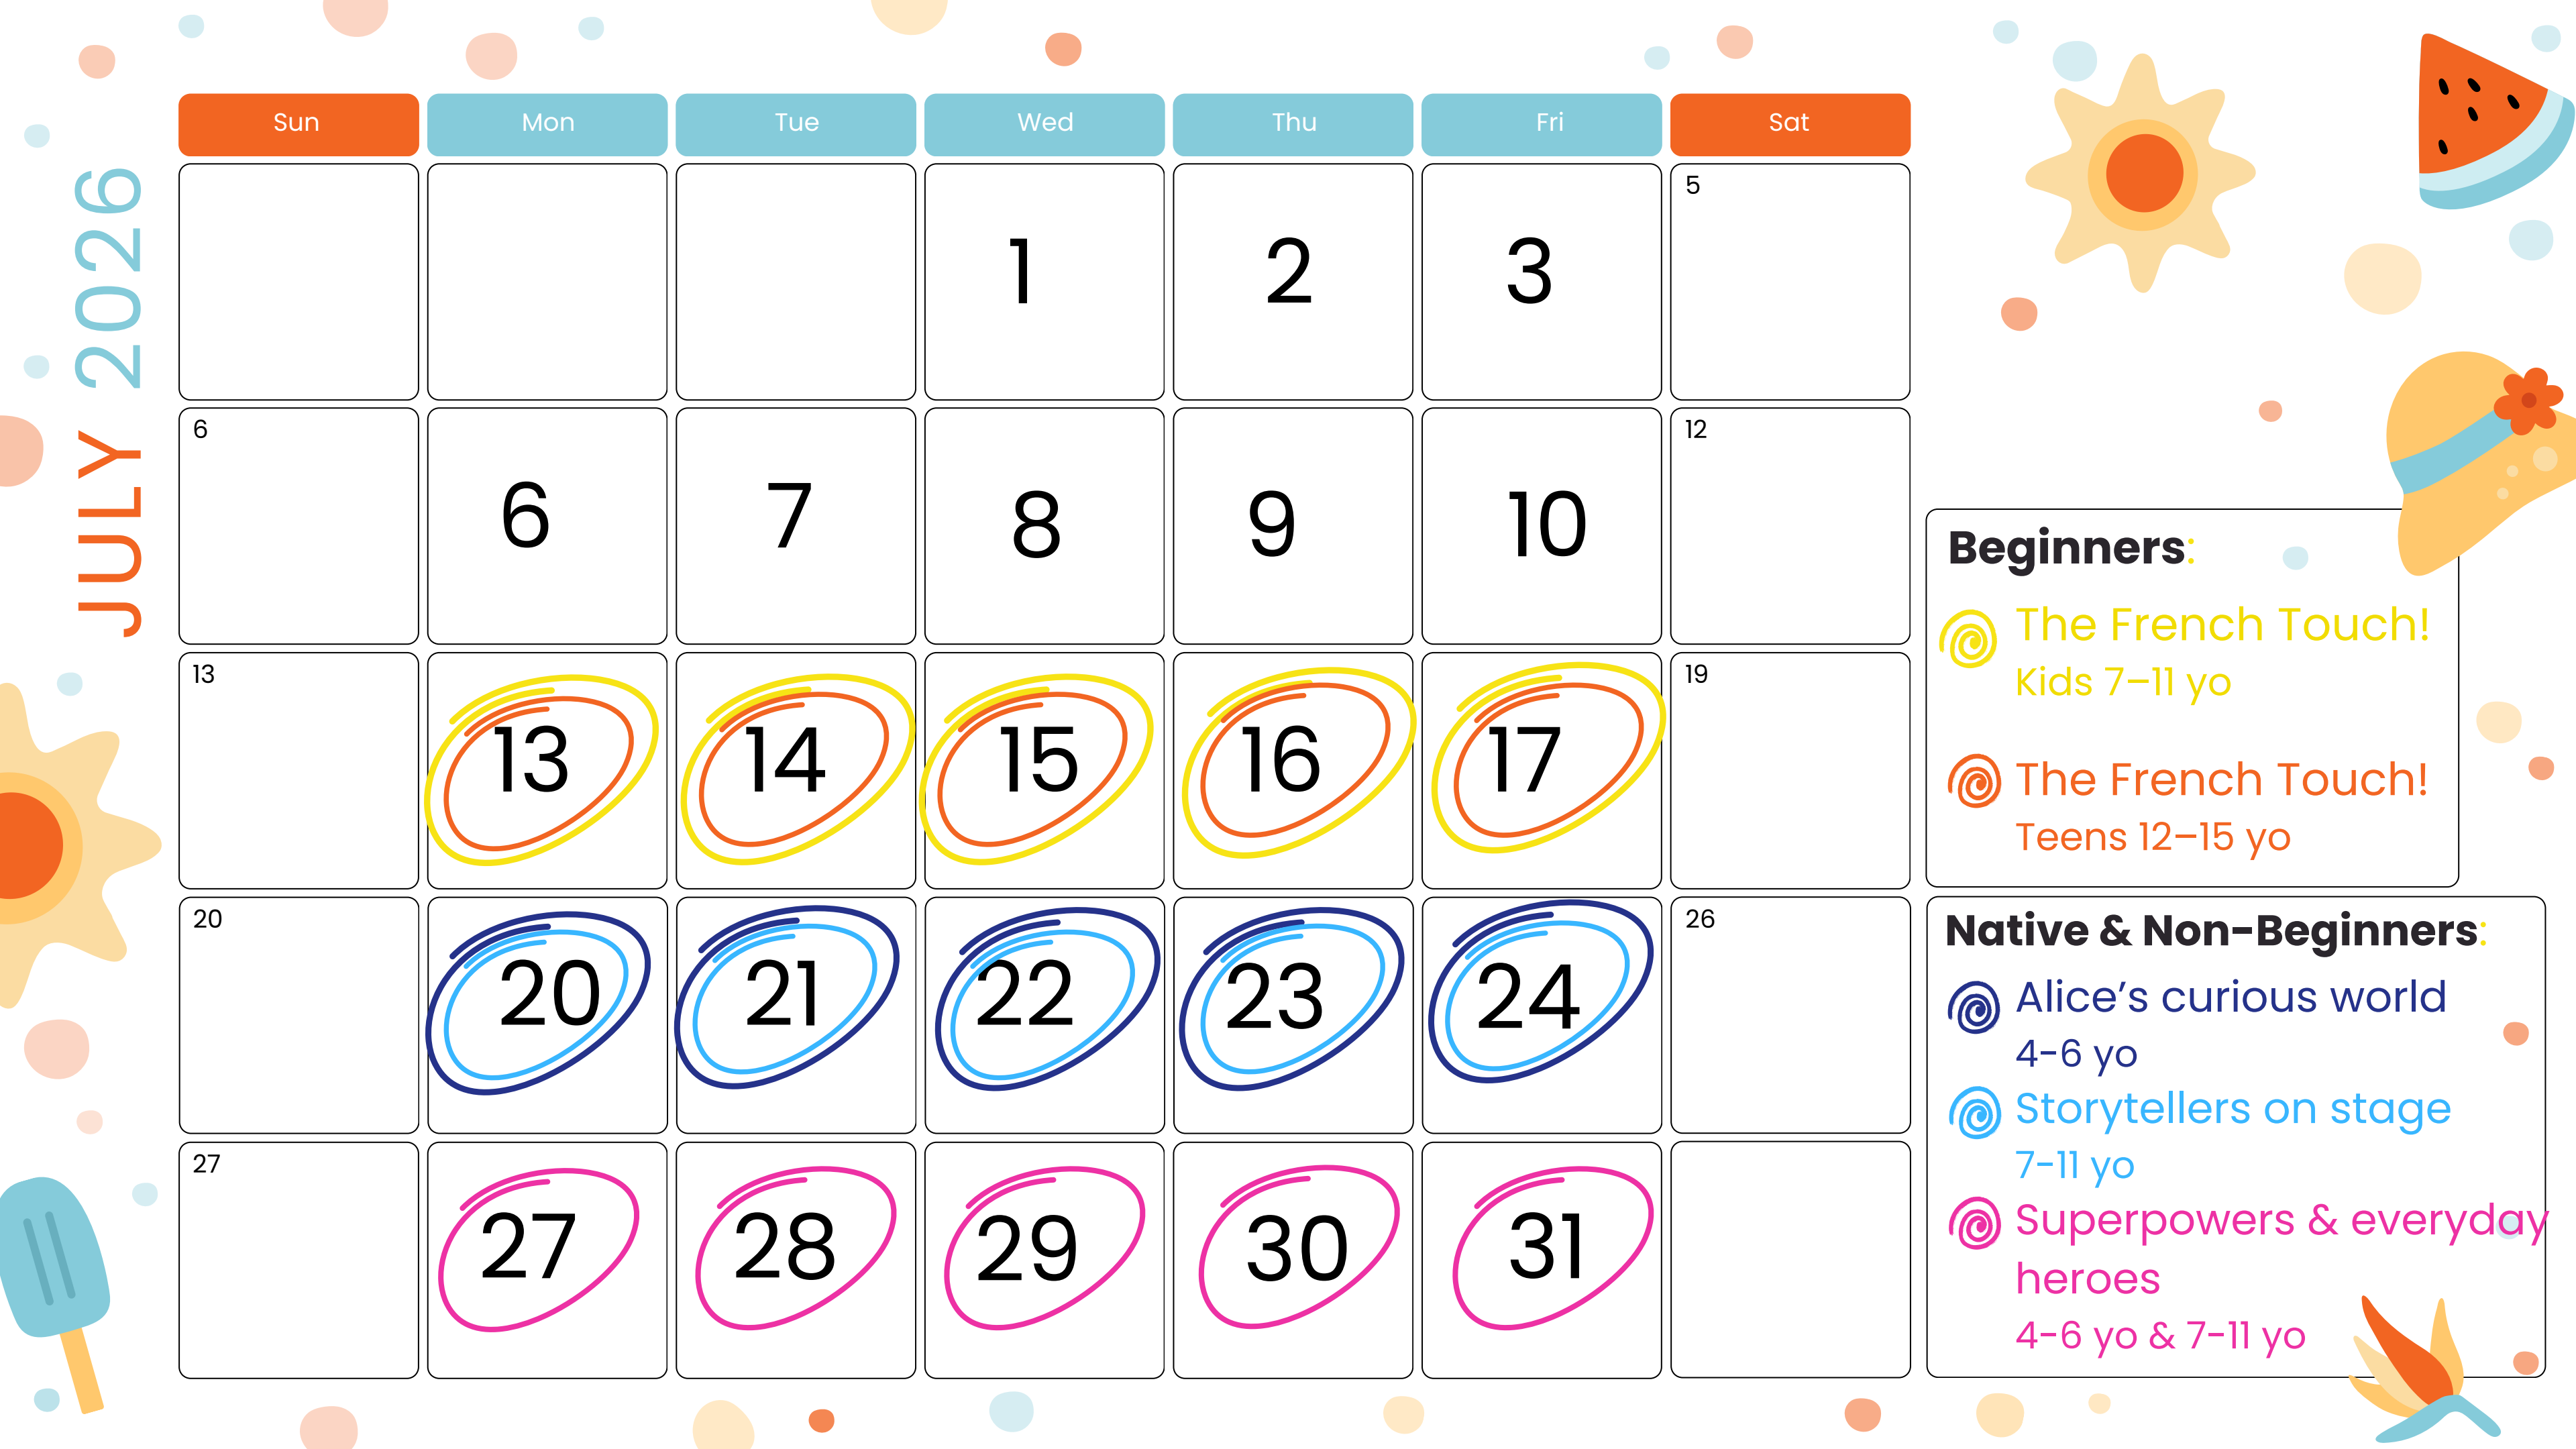 JULY 2026
Sun Mon Tue Wed Thu Fri Sat
1 2 3 5
6 6 7 8 9 10 12
13 13 14 15 16 17 19
20 20 21 22 23 24 26
27 27 28 29 30 31
Beginners:
The French Touch!
Kids 7–11 yo
The French Touch!
Teens 12–15 yo
Native & Non-Beginners:
Alice’s curious world
4-6 yo
Storytellers on stage
7-11 yo
Superpowers & everyday
heroes
4-6 yo & 7-11 yo